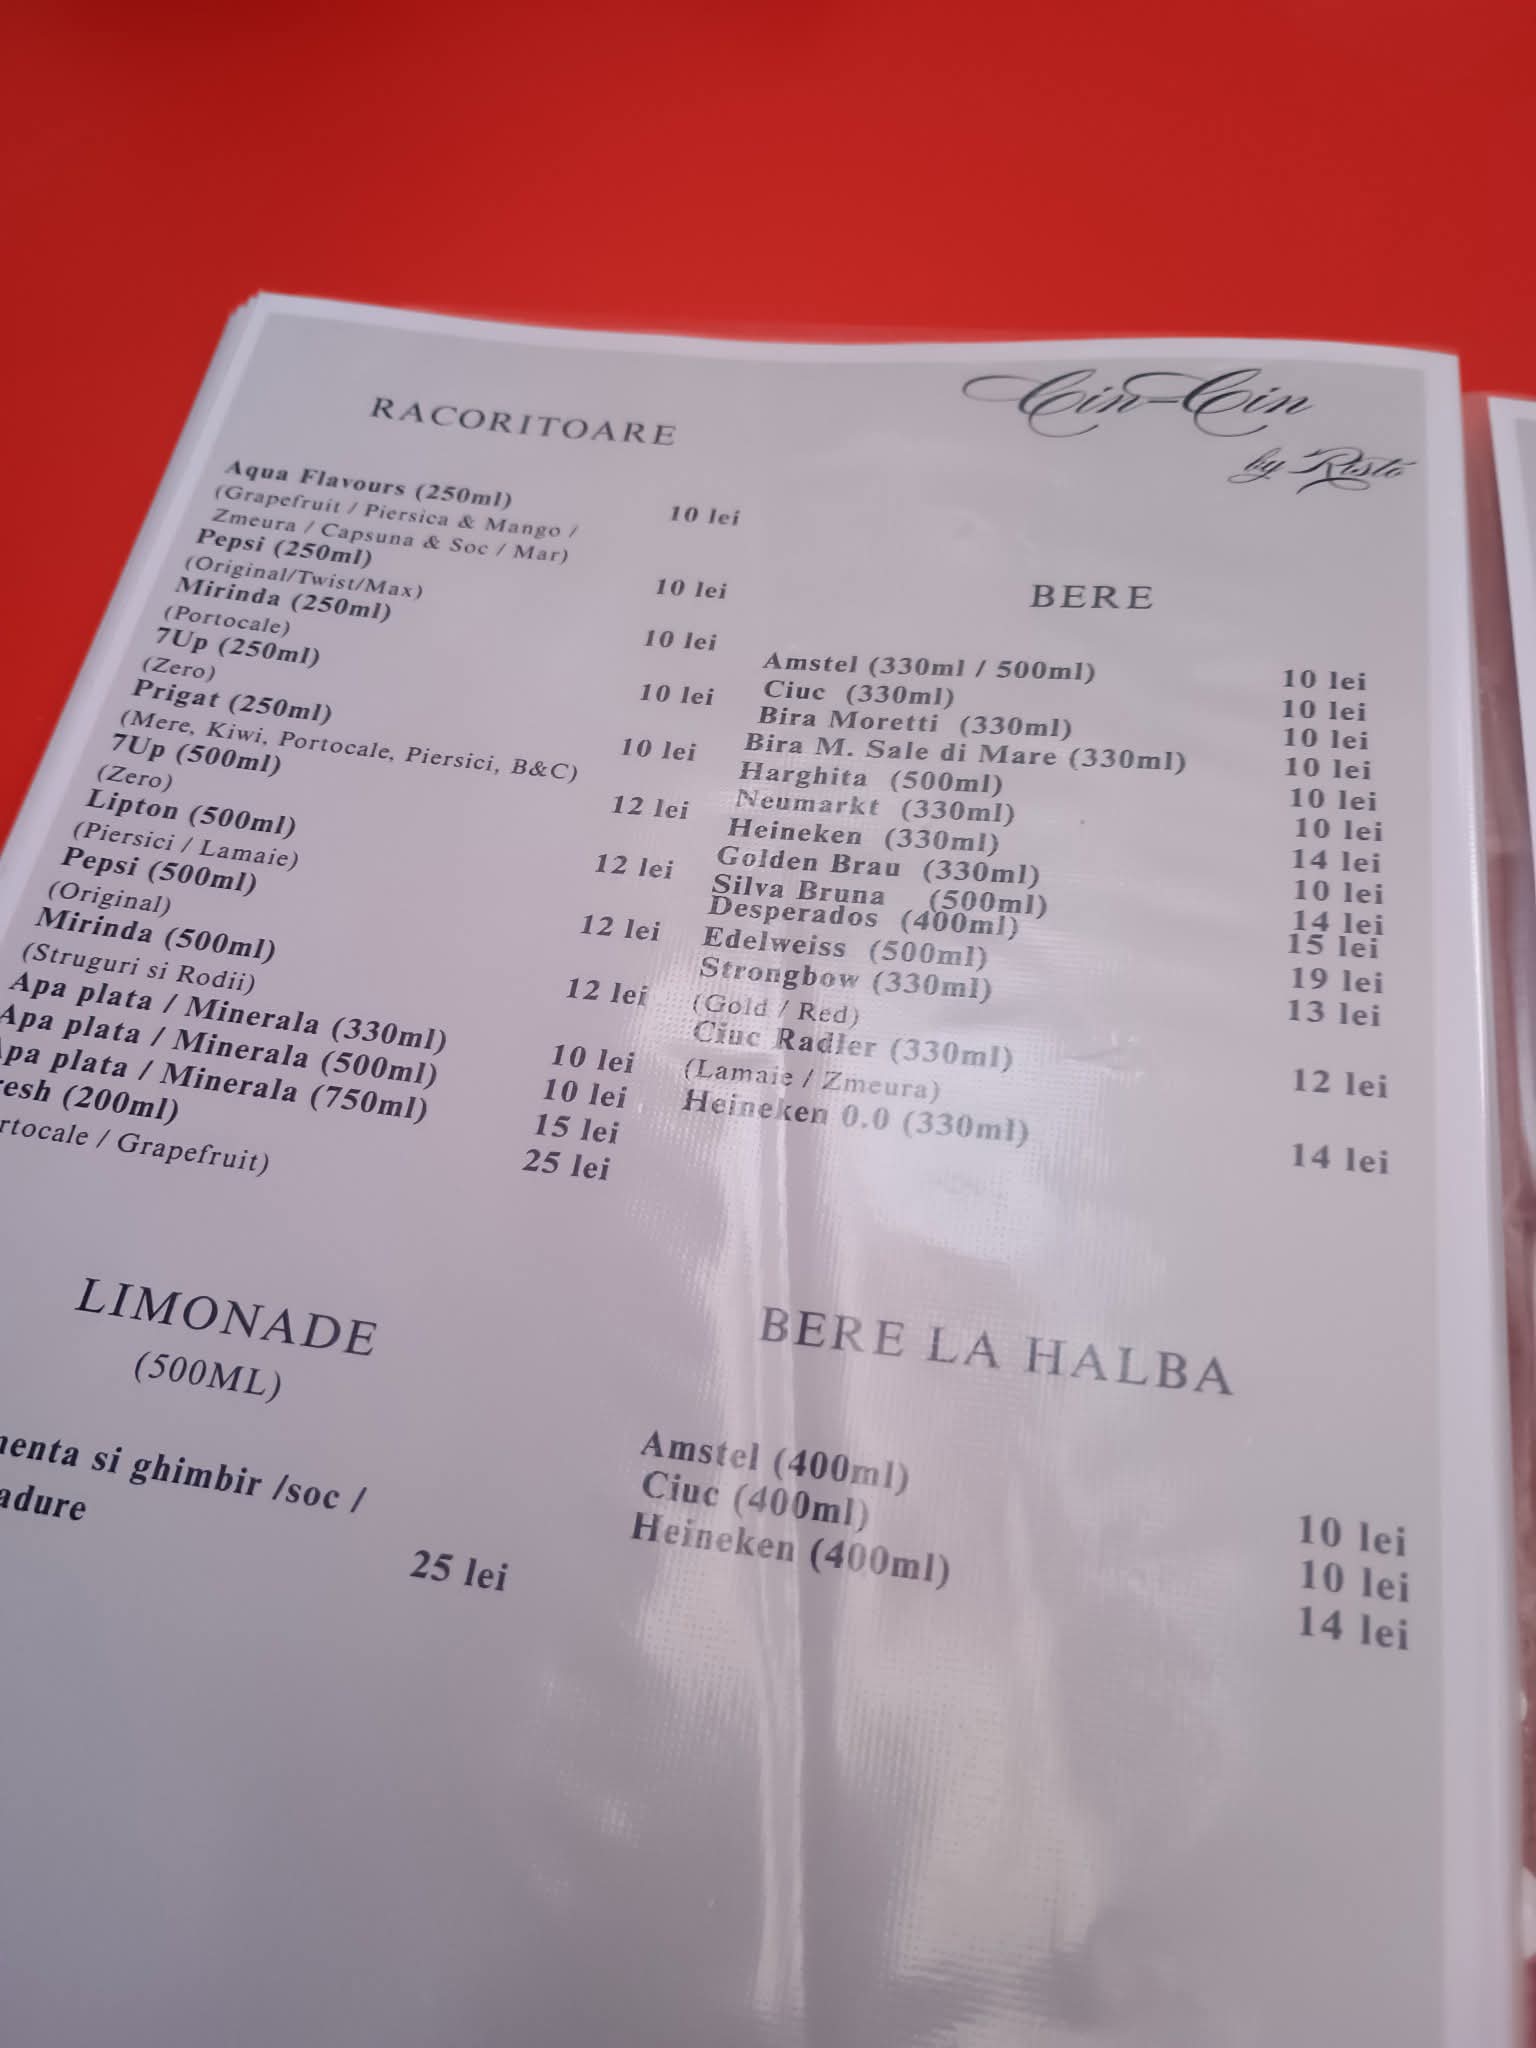 Cin-Cin
by Ristó
RACORITOARE
Aqua Flavours (250ml) 10 lei
(Grapefruit / Piersica & Mango /
Zmeura / Capsuna & Soc / Mar)
Pepsi (250ml) 10 lei
(Original/Twist/Max)
Mirinda (250ml) 10 lei
(Portocale)
7Up (250ml) 10 lei
(Zero)
Prigat (250ml) 10 lei
(Mere, Kiwi, Portocale, Piersici, B&C)
7Up (500ml) 12 lei
(Zero)
Lipton (500ml) 12 lei
(Piersici / Lamaie)
Pepsi (500ml) 12 lei
(Original)
Mirinda (500ml) 12 lei
(Struguri si Rodii)
Apa plata / Minerala (330ml) 10 lei
Apa plata / Minerala (500ml) 10 lei
Apa plata / Minerala (750ml) 15 lei
resh (200ml) 25 lei
rtocale / Grapefruit)
LIMONADE
(500ML)
menta si ghimbir /soc /
adure
25 lei
BERE
Amstel (330ml / 500ml) 10 lei
Ciuc (330ml) 10 lei
Bira Moretti (330ml) 10 lei
Bira M. Sale di Mare (330ml) 10 lei
Harghita (500ml) 10 lei
Neumarkt (330ml) 10 lei
Heineken (330ml) 14 lei
Golden Brau (330ml) 10 lei
Silva Bruna (500ml) 14 lei
Desperados (400ml) 15 lei
Edelweiss (500ml) 19 lei
Strongbow (330ml) 13 lei
(Gold / Red)
Ciuc Radler (330ml) 12 lei
(Lamaie / Zmeura)
Heineken 0.0 (330ml) 14 lei
BERE LA HALBA
Amstel (400ml) 10 lei
Ciuc (400ml) 10 lei
Heineken (400ml) 14 lei